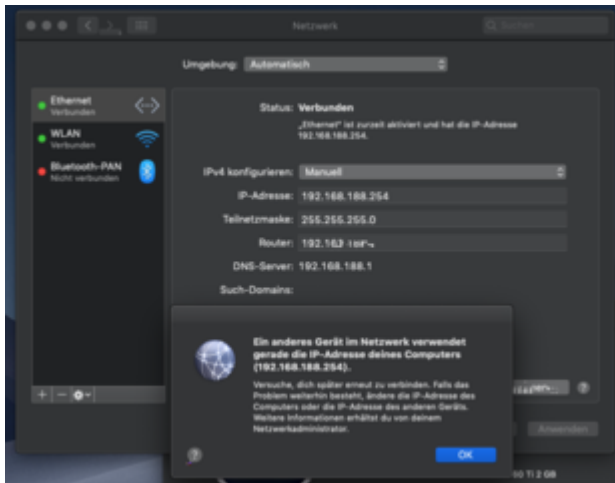 Netzwerk
Suchen
Umgebung: Automatisch
Ethernet
Verbunden
WLAN
Verbunden
Bluetooth-PAN
Nicht verbunden
Status: Verbunden
„Ethernet“ ist zurzeit aktiviert und hat die IP-Adresse
192.168.188.254.
IPv4 konfigurieren: Manuell
IP-Adresse: 192.168.188.254
Teilnetzmaske: 255.255.255.0
Router:
DNS-Server: 192.168.188.1
Such-Domains:
Ein anderes Gerät im Netzwerk verwendet
gerade die IP-Adresse deines Computers
(192.168.188.254).
Versuche, dich später erneut zu verbinden. Falls das
Problem weiterhin besteht, ändere die IP-Adresse des
Computers oder die IP-Adresse des anderen Geräts.
Weitere Informationen erhältst du von deinem
Netzwerkadministrator.
?
?
OK
Anwenden
Ti 2 GB